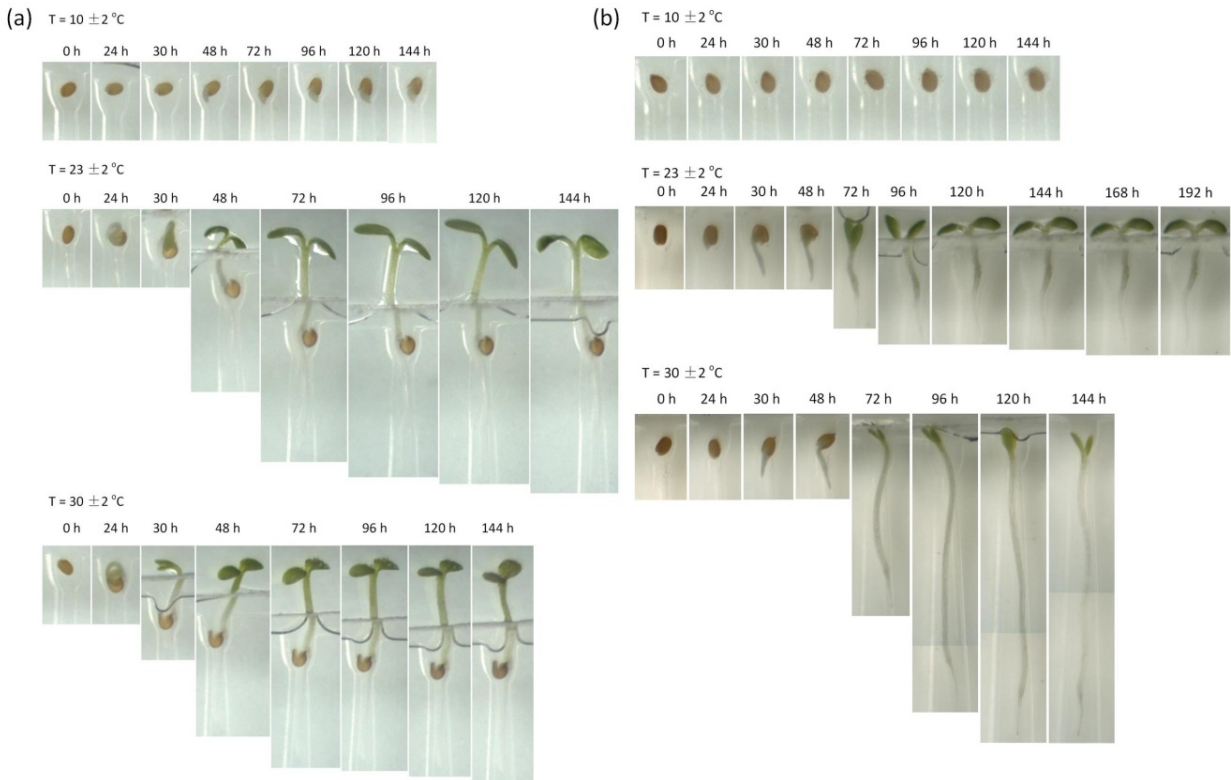 (a)
T = 10 ±2 °C
0 h 24 h 30 h 48 h 72 h 96 h 120 h 144 h
T = 23 ±2 °C
0 h 24 h 30 h 48 h 72 h 96 h 120 h 144 h
T = 30 ±2 °C
0 h 24 h 30 h 48 h 72 h 96 h 120 h 144 h
(b)
T = 10 ±2 °C
0 h 24 h 30 h 48 h 72 h 96 h 120 h 144 h
T = 23 ±2 °C
0 h 24 h 30 h 48 h 72 h 96 h 120 h 144 h 168 h 192 h
T = 30 ±2 °C
0 h 24 h 30 h 48 h 72 h 96 h 120 h 144 h